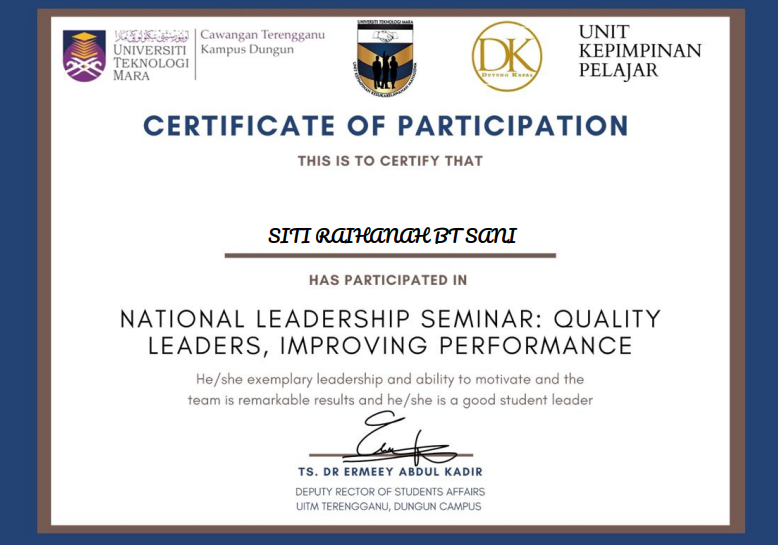 UNIVERSITI
TEKNOLOGI
MARA
Cawangan Terengganu
Kampus Dungun
UNIVERSITI TEKNOLOGI MARA
DK
DUTUNG KASRA
UNIT
KEPIMPINAN
PELAJAR
CERTIFICATE OF PARTICIPATION
THIS IS TO CERTIFY THAT
SITI RAIHANAH BT SANI
HAS PARTICIPATED IN
NATIONAL LEADERSHIP SEMINAR: QUALITY
LEADERS, IMPROVING PERFORMANCE
He/she exemplary leadership and ability to motivate and the
team is remarkable results and he/she is a good student leader
TS. DR ERMEEY ABDUL KADIR
DEPUTY RECTOR OF STUDENTS AFFAIRS
UITM TERENGGANU, DUNGUN CAMPUS